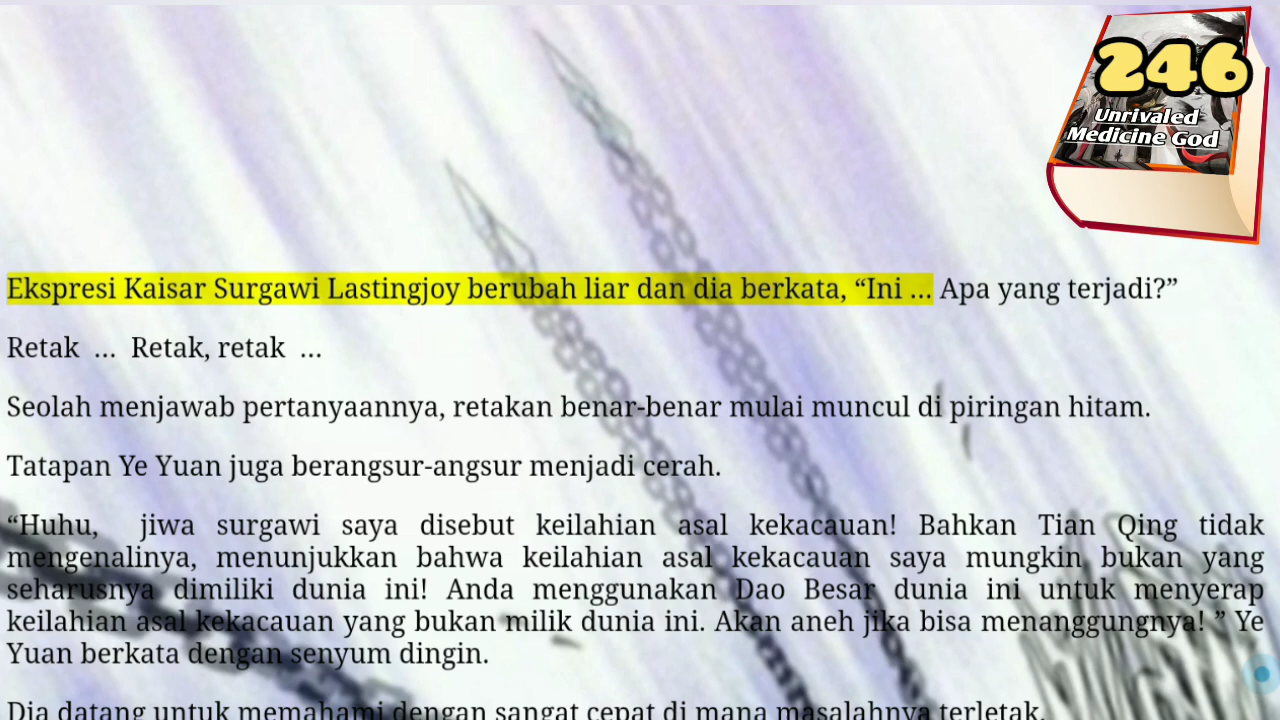 246
Unrivaled
Medicine God
Ekspresi Kaisar Surgawi Lastingjoy berubah liar dan dia berkata, “Ini … Apa yang terjadi?”
Retak … Retak, retak …
Seolah menjawab pertanyaannya, retakan benar-benar mulai muncul di piringan hitam.
Tatapan Ye Yuan juga berangsur-angsur menjadi cerah.
“Huhu, jiwa surgawi saya disebut keilahian asal kekacauan! Bahkan Tian Qing tidak
mengenalinya, menunjukkan bahwa keilahian asal kekacauan saya mungkin bukan yang
seharusnya dimiliki dunia ini! Anda menggunakan Dao Besar dunia ini untuk menyerap
keilahian asal kekacauan yang bukan milik dunia ini. Akan aneh jika bisa menanggungnya! ” Ye
Yuan berkata dengan senyum dingin.
Dia datang untuk memahami dengan sangat cepat di mana masalahnya terletak.